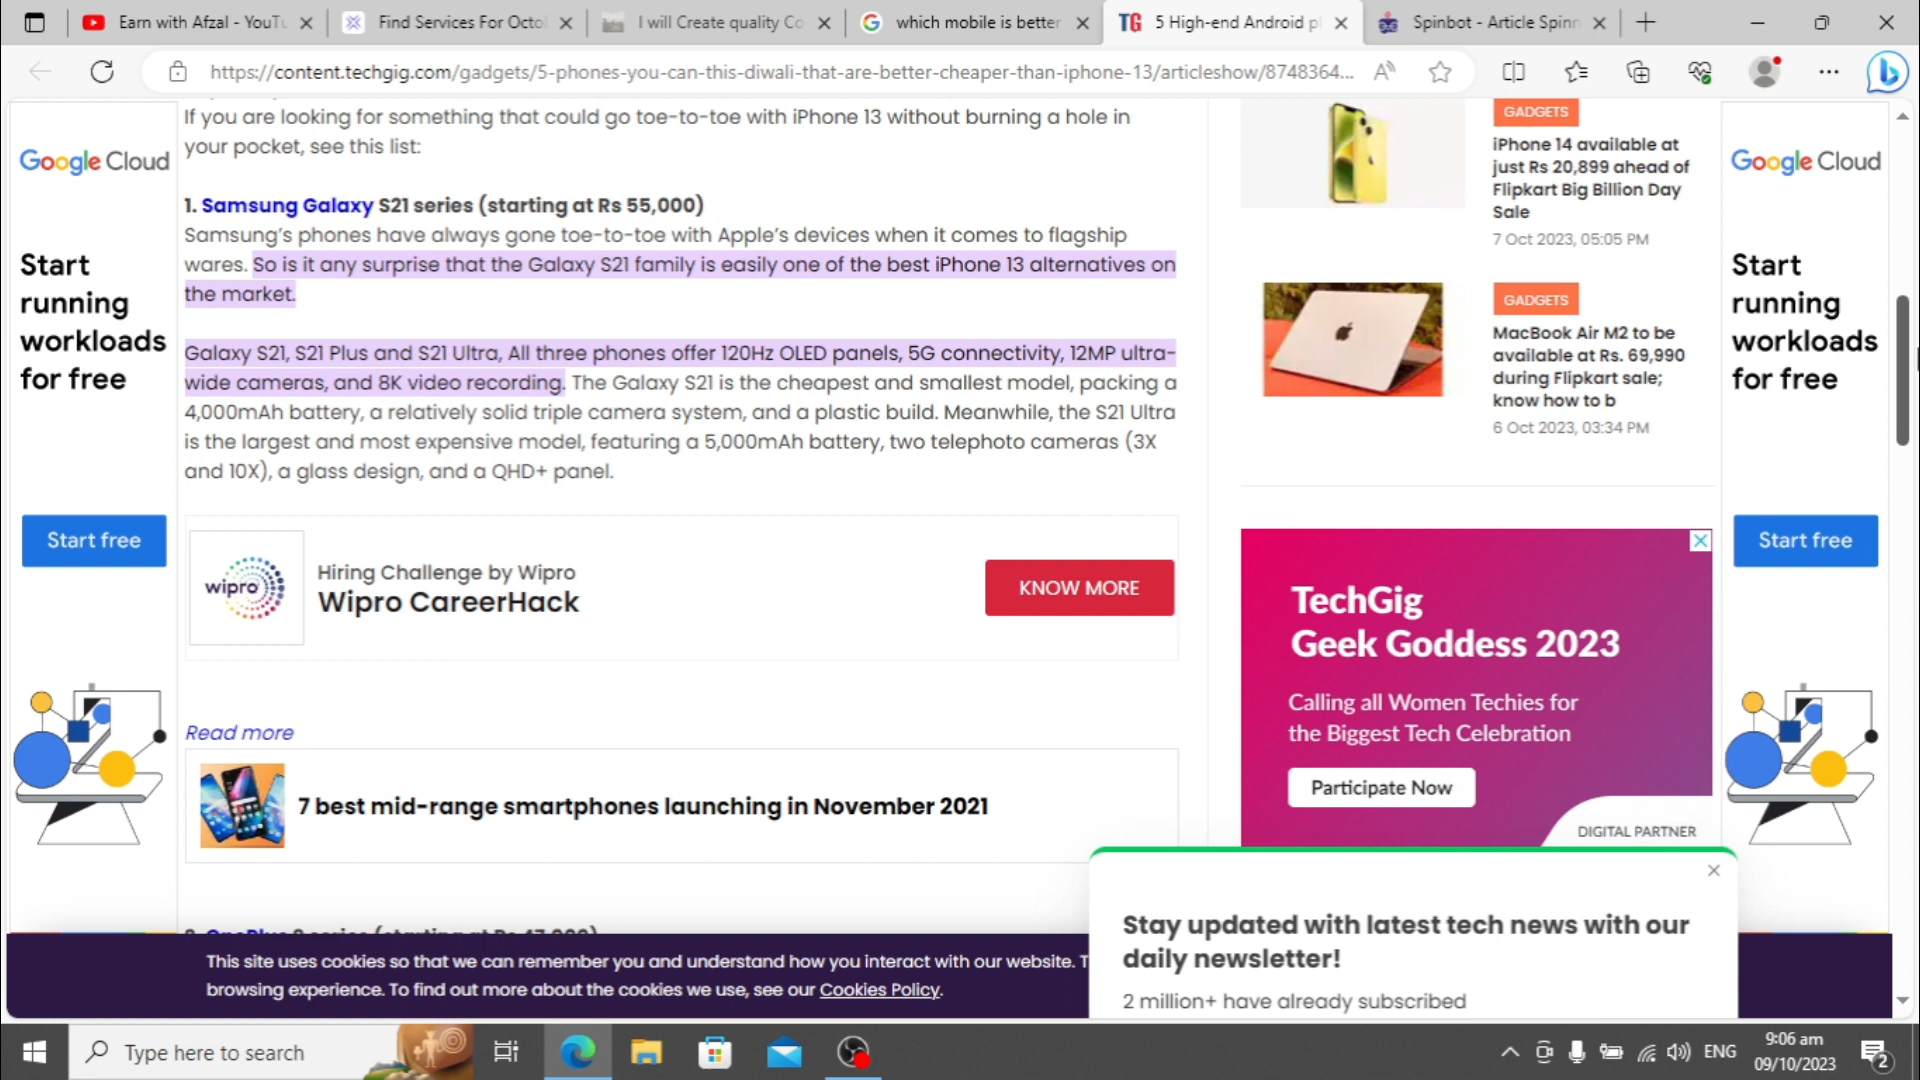 Earn with Afzal - YouTu
Find Services For Octo
I will Create quality Co
which mobile is better
TG 5 High-end Android p
Spinbot - Article Spinn
https://content.techgig.com/gadgets/5-phones-you-can-this-diwali-that-are-better-cheaper-than-iphone-13/articleshow/8748364...
Google Cloud
Start
running
workloads
for free
Start free
If you are looking for something that could go toe-to-toe with iPhone 13 without burning a hole in
your pocket, see this list:
1. Samsung Galaxy S21 series (starting at Rs 55,000)
Samsung's phones have always gone toe-to-toe with Apple's devices when it comes to flagship
wares. So is it any surprise that the Galaxy S21 family is easily one of the best iPhone 13 alternatives on
the market.
Galaxy S21, S21 Plus and S21 Ultra, All three phones offer 120Hz OLED panels, 5G connectivity, 12MP ultra-
wide cameras, and 8K video recording. The Galaxy S21 is the cheapest and smallest model, packing a
4,000mAh battery, a relatively solid triple camera system, and a plastic build. Meanwhile, the S21 Ultra
is the largest and most expensive model, featuring a 5,000mAh battery, two telephoto cameras (3X
and 10X), a glass design, and a QHD+ panel.
wipro
Hiring Challenge by Wipro
Wipro CareerHack
KNOW MORE
Read more
7 best mid-range smartphones launching in November 2021
2. OnePlus 9 series (starting at Rs 47,000)
GADGETS
iPhone 14 available at
just Rs 20,899 ahead of
Flipkart Big Billion Day
Sale
7 Oct 2023, 05:05 PM
GADGETS
MacBook Air M2 to be
available at Rs. 69,990
during Flipkart sale;
know how to b
6 Oct 2023, 03:34 PM
TechGig
Geek Goddess 2023
Calling all Women Techies for
the Biggest Tech Celebration
Participate Now
DIGITAL PARTNER
Google Cloud
Start
running
workloads
for free
Start free
This site uses cookies so that we can remember you and understand how you interact with our website. T
browsing experience. To find out more about the cookies we use, see our Cookies Policy.
Stay updated with latest tech news with our
daily newsletter!
2 million+ have already subscribed
Type here to search
ENG
9:06 am
09/10/2023
2